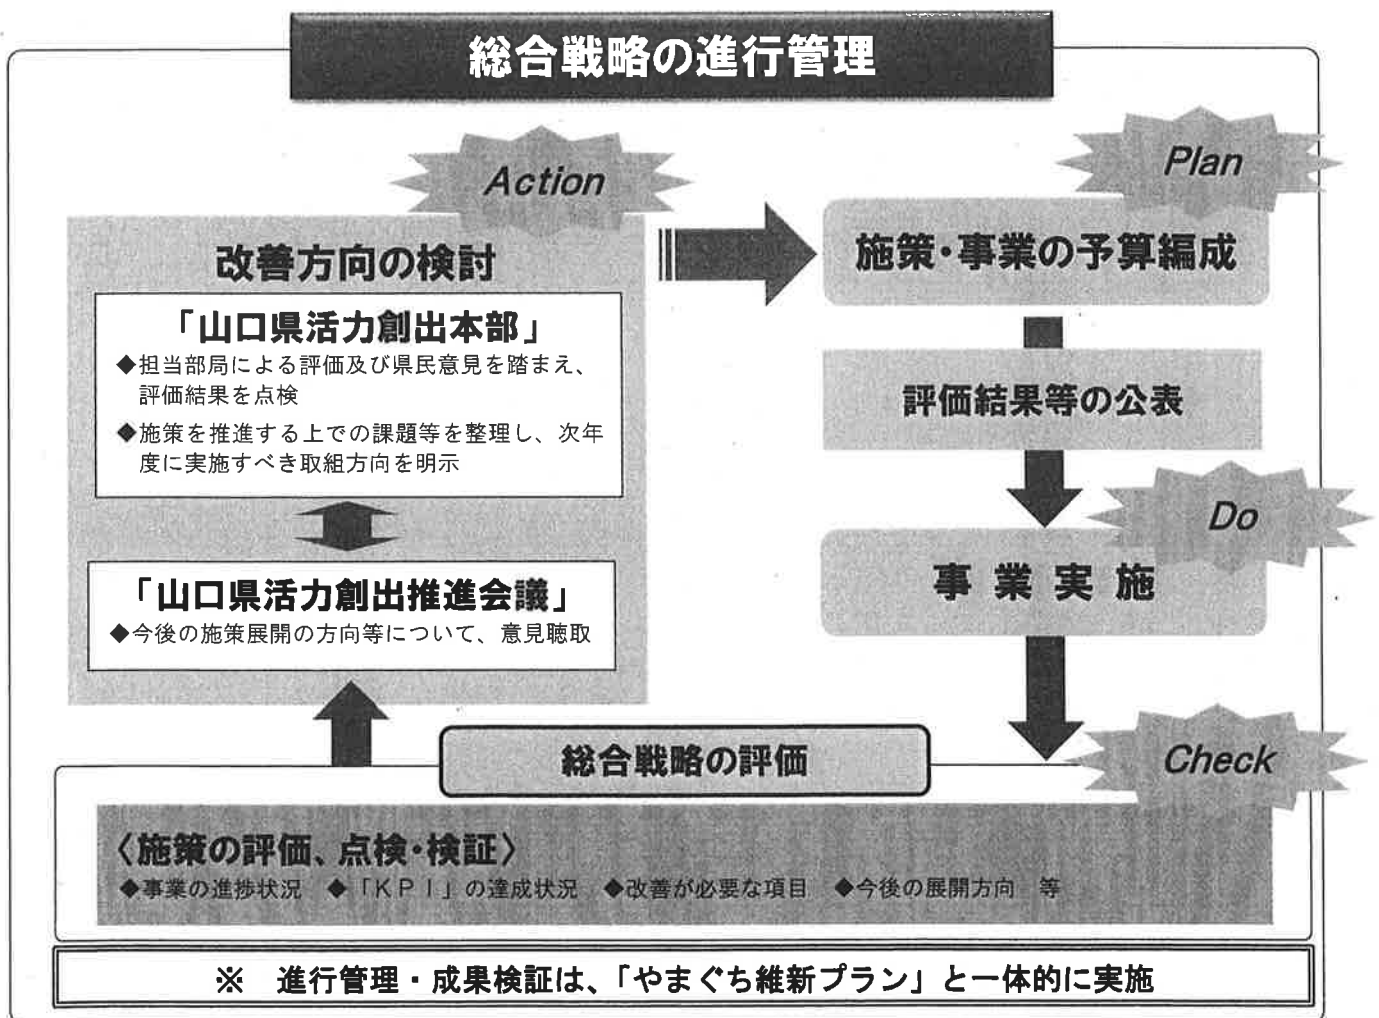 総合戦略の進行管理
Action
改善方向の検討
「山口県活力創出本部」
◆担当部局による評価及び県民意見を踏まえ、
評価結果を点検
◆施策を推進する上での課題等を整理し、次年
度に実施すべき取組方向を明示
「山口県活力創出推進会議」
◆今後の施策展開の方向等について、意見聴取
Plan
施策・事業の予算編成
評価結果等の公表
Do
事業実施
Check
総合戦略の評価
〈施策の評価、点検・検証〉
◆事業の進捗状況 ◆「KPI」の達成状況 ◆改善が必要な項目 ◆今後の展開方向 等
※ 進行管理・成果検証は、「やまぐち維新プラン」と一体的に実施